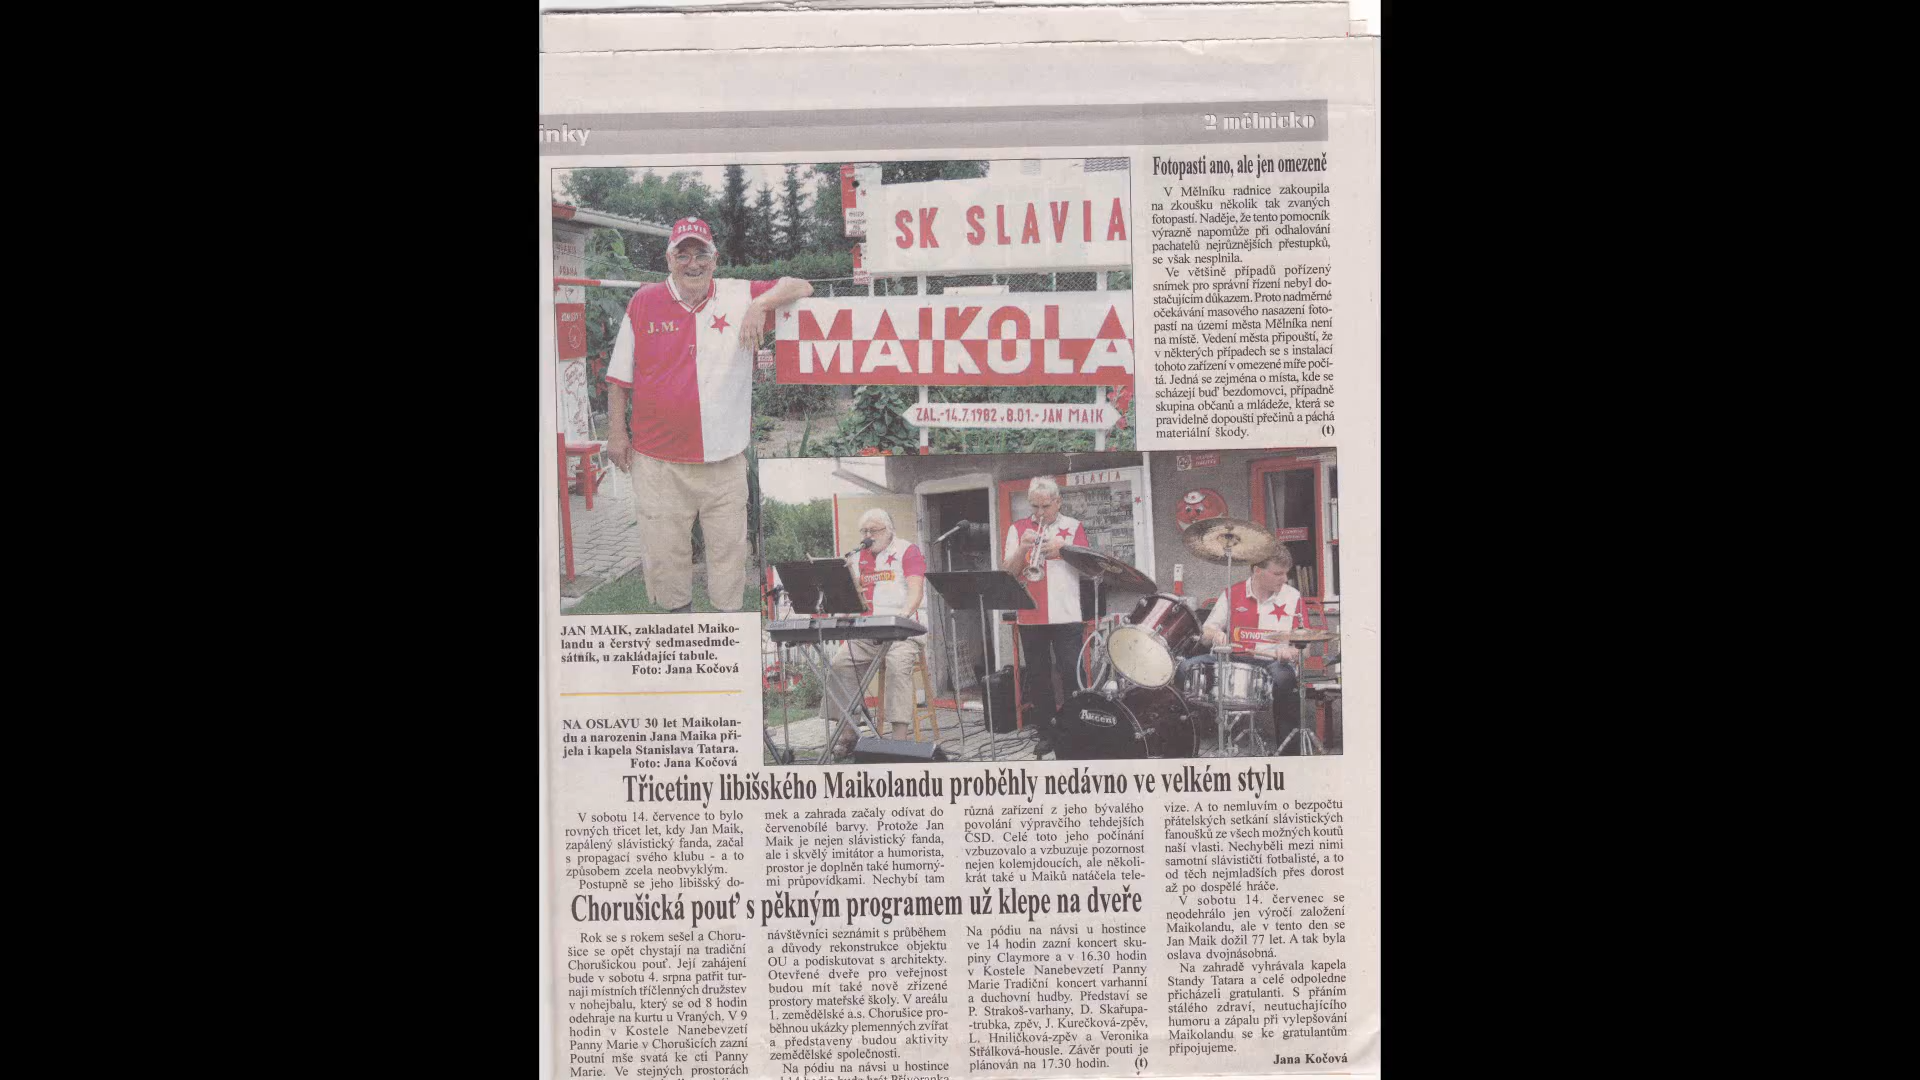 inky
2 mělnicko
SLAVIA
J.M.
7
SLAVIA
PRAHA
SK SLAVIA
MAIKOLA
ZAL.-14.7.1982 v 8.01.- JAN MAIK
Fotopasti ano, ale jen omezeně
V Mělníku radnice zakoupila
na zkoušku několik tak zvaných
fotopastí. Naděje, že tento pomocník
výrazně napomůže při odhalování
pachatelů nejrůznějších přestupků,
se však nesplnila.
Ve většině případů pořízený
snímek pro správní řízení nebyl do-
stačujícím důkazem. Proto nadměrné
očekávání masového nasazení foto-
pastí na území města Mělníka není
na místě. Vedení města připouští, že
v některých případech se s instalací
tohoto zařízení v omezené míře počí-
tá. Jedná se zejména o místa, kde se
scházejí buď bezdomovci, případně
skupina občanů a mládeže, která se
pravidelně dopouští přečinů a páchá
materiální škody. (t)
SLAVIA
Akcent
JAN MAIK, zakladatel Maiko-
landu a čerstvý sedmasedmde-
sátník, u zakládající tabule.
Foto: Jana Kočová
NA OSLAVU 30 let Maikolan-
du a narozenin Jana Maika při-
jela i kapela Stanislava Tatara.
Foto: Jana Kočová
Třicetiny libišského Maikolandu proběhly nedávno ve velkém stylu
V sobotu 14. července to bylo
rovných třicet let, kdy Jan Maik,
zapálený slávistický fanda, začal
s propagací svého klubu - a to
způsobem zcela neobvyklým.
Postupně se jeho libišský do-
mek a zahrada začaly odívat do
červenobílé barvy. Protože Jan
Maik je nejen slávistický fanda,
ale i skvělý imitátor a humorista,
prostor je doplněn také humorný-
mi průpovídkami. Nechybí tam
různá zařízení z jeho bývalého
povolání výpravčího tehdejších
ČSD. Celé toto jeho počínání
vzbuzovalo a vzbuzuje pozornost
nejen kolemjdoucích, ale několi-
krát také u Maiků natáčela tele-
vize. A to nemluvím o bezpočtu
přátelských setkání slávistických
fanoušků ze všech možných koutů
naší vlasti. Nechyběli mezi nimi
samotní slávističtí fotbalisté, a to
od těch nejmladších přes dorost
až po dospělé hráče.
V sobotu 14. červenec se
neodehrálo jen výročí založení
Maikolandu, ale v tento den se
Jan Maik dožil 77 let. A tak byla
oslava dvojnásobná.
Na zahradě vyhrávala kapela
Standy Tatara a celé odpoledne
přicházeli gratulanti. S přáním
stálého zdraví, neutuchajícího
humoru a zápalu při vylepšování
Maikolandu se ke gratulantům
připojujeme.
Jana Kočová
Chorušická pouť s pěkným programem už klepe na dveře
Rok se s rokem sešel a Choru-
šice se opět chystají na tradiční
Chorušickou pouť. Její zahájení
bude v sobotu 4. srpna patřit tur-
naji místních tříčlenných družstev
v nohejbalu, který se od 8 hodin
odehraje na kurtu u Vraných. V 9
hodin v Kostele Nanebevzetí
Panny Marie v Chorušicích zazní
Poutní mše svatá ke cti Panny
Marie. Ve stejných prostorách
návštěvníci seznámit s průběhem
a důvody rekonstrukce objektu
OU a podiskutovat s architekty.
Otevřené dveře pro veřejnost
budou mít také nově zřízené
prostory mateřské školy. V areálu
1. zemědělské a.s. Chorušice pro-
běhnou ukázky plemenných zvířat
a představeny budou aktivity
zemědělské společnosti.
Na pódiu na návsi u hostince
Na pódiu na návsi u hostince
ve 14 hodin zazní koncert sku-
piny Claymore a v 16.30 hodin
v Kostele Nanebevzetí Panny
Marie Tradiční koncert varhanní
a duchovní hudby. Představí se
P. Strakoš-varhany, D. Skařupa-
-trubka, zpěv, J. Kurečková-zpěv,
L. Hniličková-zpěv a Veronika
Střálková-housle. Závěr pouti je
plánován na 17.30 hodin. (t)